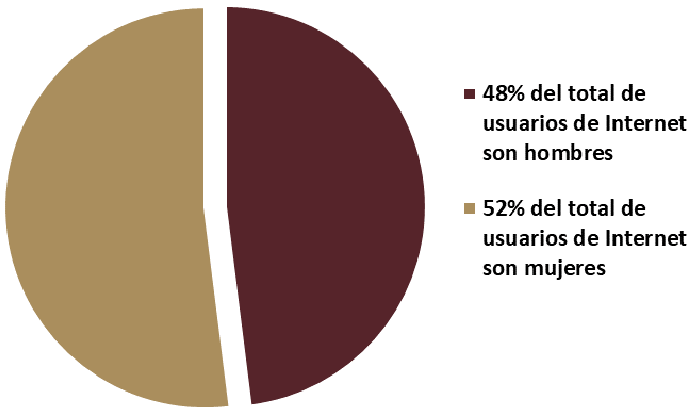 48% del total de
usuarios de Internet
son hombres
52% del total de
usuarios de Internet
son mujeres